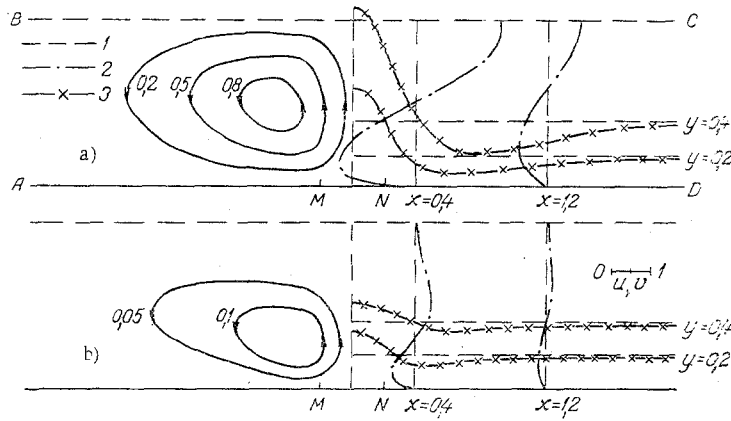 B C
1
2
3
0,2 0,5 0,8
y=0,4
a)
y=0,2
A M N x=0,4 x=1,2 D
0 1
u,v
0,05 0,1
y=0,4
b)
y=0,2
M N x=0,4 x=1,2